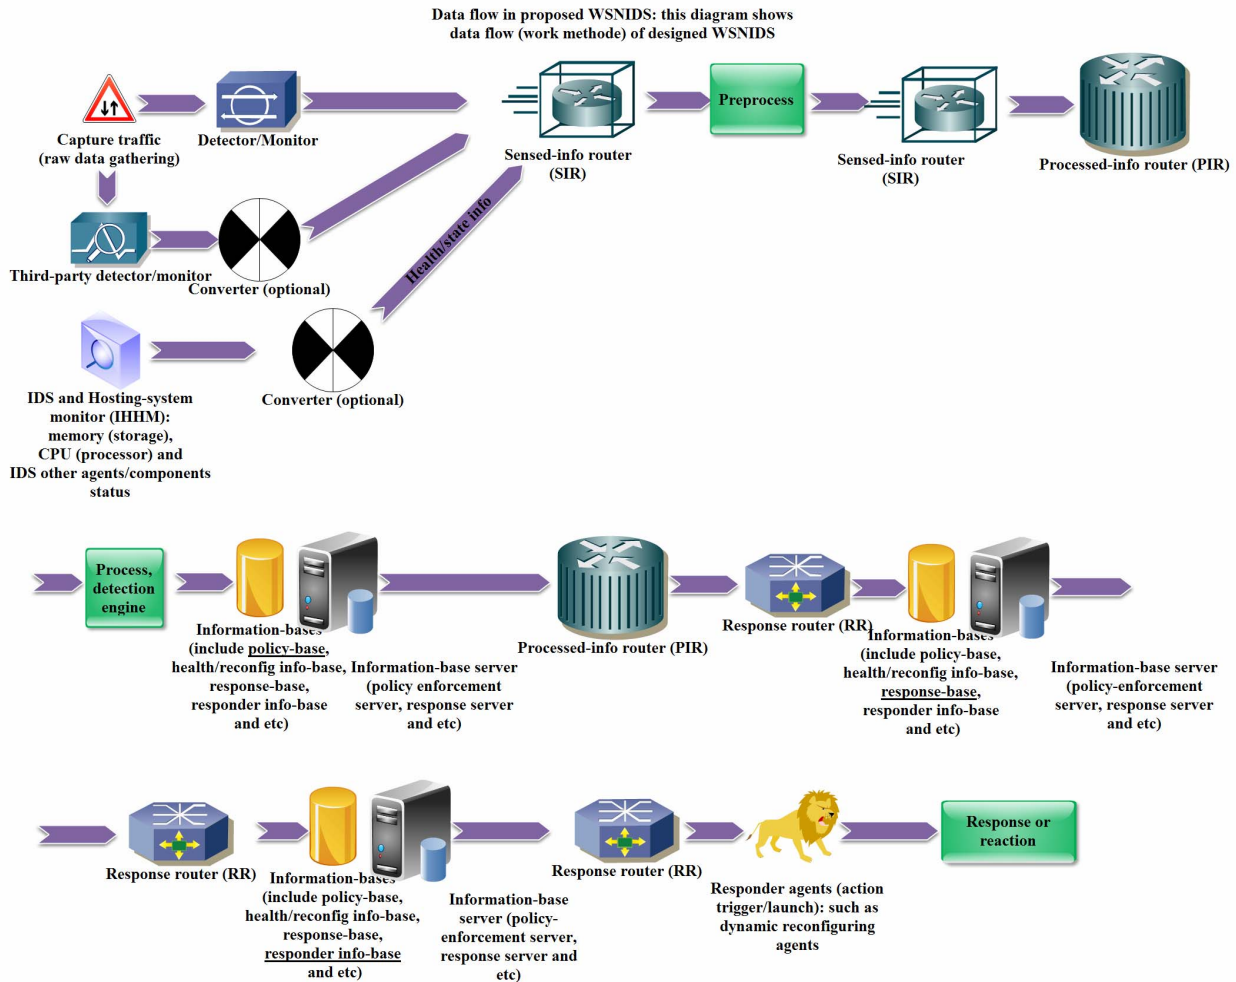 Data flow in proposed WSNIDS: this diagram shows
data flow (work methode) of designed WSNIDS
Capture traffic
(raw data gathering)
Detector/Monitor
Sensed-info router
(SIR)
Preprocess
Sensed-info router
(SIR)
Processed-info router (PIR)
Third-party detector/monitor
Converter (optional)
Health/state info
IDS and Hosting-system
monitor (IHHM):
memory (storage),
CPU (processor) and
IDS other agents/components
status
Converter (optional)
Process,
detection
engine
Information-bases
(include policy-base,
health/reconfig info-base,
response-base,
responder info-base
and etc)
Information-base server
(policy enforcement
server, response server
and etc)
Processed-info router (PIR)
Response router (RR)
Information-bases
(include policy-base,
health/reconfig info-base,
response-base,
responder info-base
and etc)
Information-base server
(policy-enforcement
server, response server
and etc)
Response router (RR)
Information-bases
(include policy-base,
health/reconfig info-base,
response-base,
responder info-base
and etc)
Information-base
server (policy-
enforcement server,
response server and
etc)
Response router (RR)
Responder agents (action
trigger/launch): such as
dynamic reconfiguring
agents
Response or
reaction